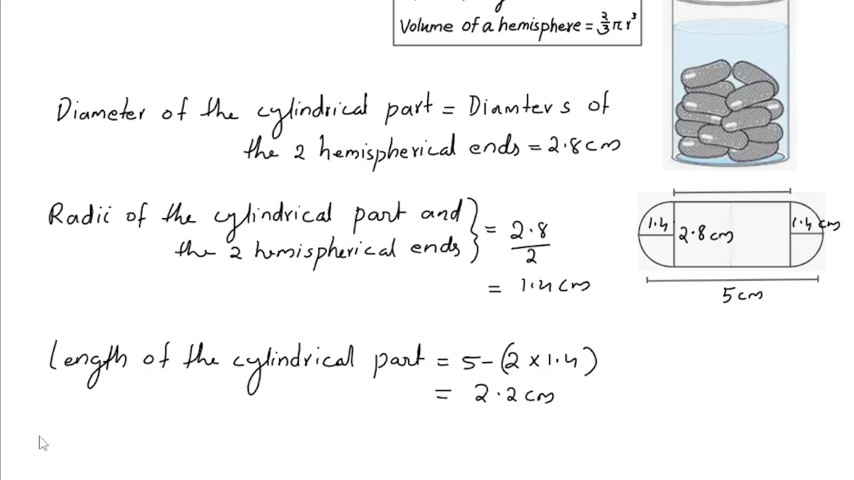 Volume of a hemisphere = 2/3 π r³
Diameter of the cylindrical part = Diamters of
the 2 hemispherical ends = 2.8cm
Radii of the cylindrical part and
the 2 hemispherical ends
} = 2.8/2
= 1.4cm
1.4
2.8cm
1.4cm
5cm
Length of the cylindrical part = 5-(2 x 1.4)
= 2.2cm